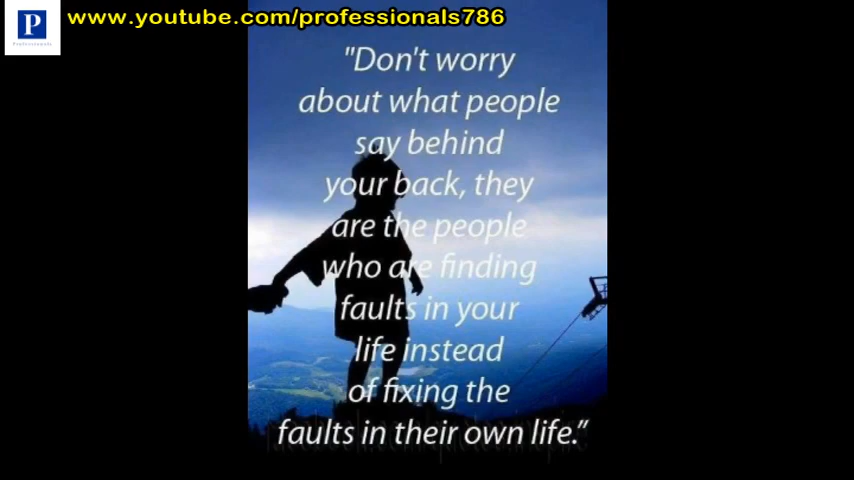 www.youtube.com/professionals786
P
Professionals
"Don't worry
about what people
say behind
your back, they
are the people
who are finding
faults in your
life instead
of fixing the
faults in their own life.”